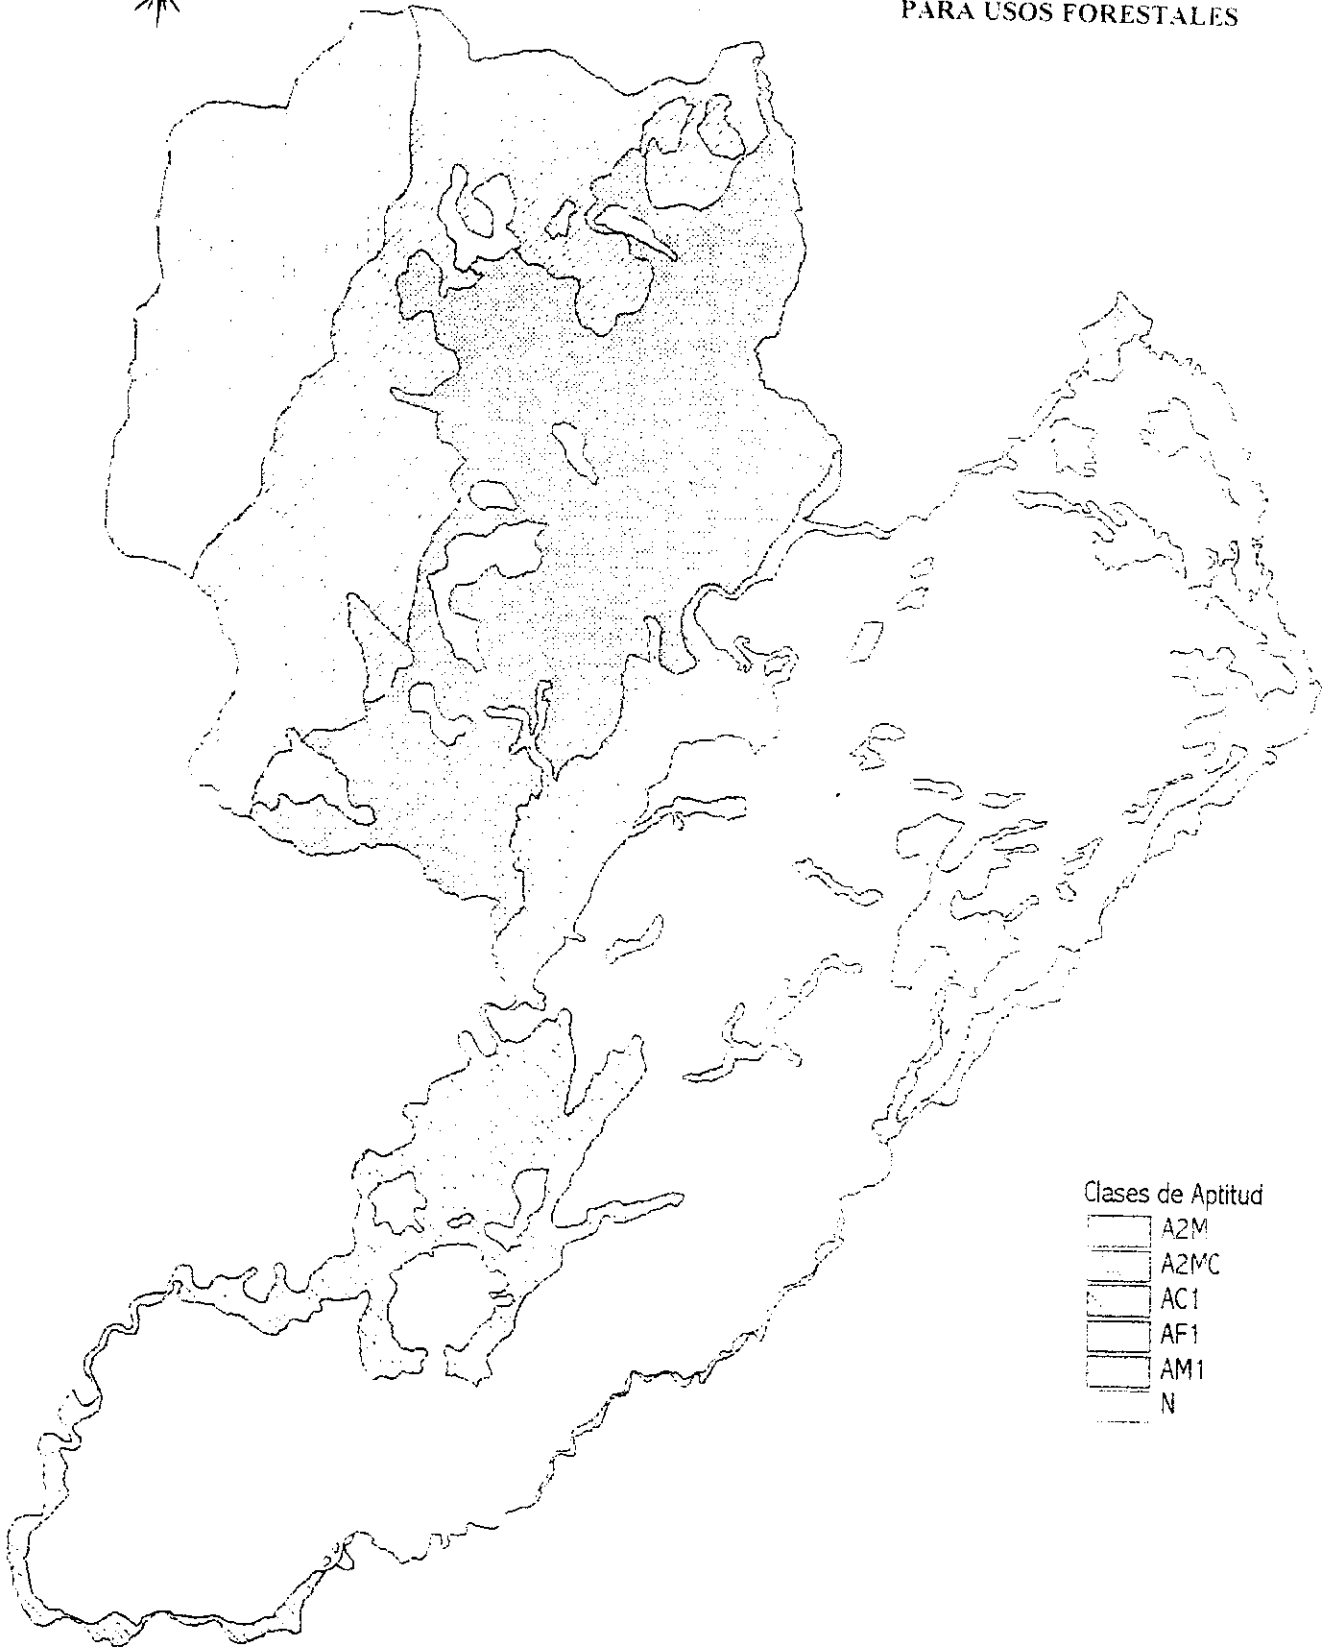 PARA USOS FORESTALES
Clases de Aptitud
A2M
A2MC
AC1
AF1
AM1
N